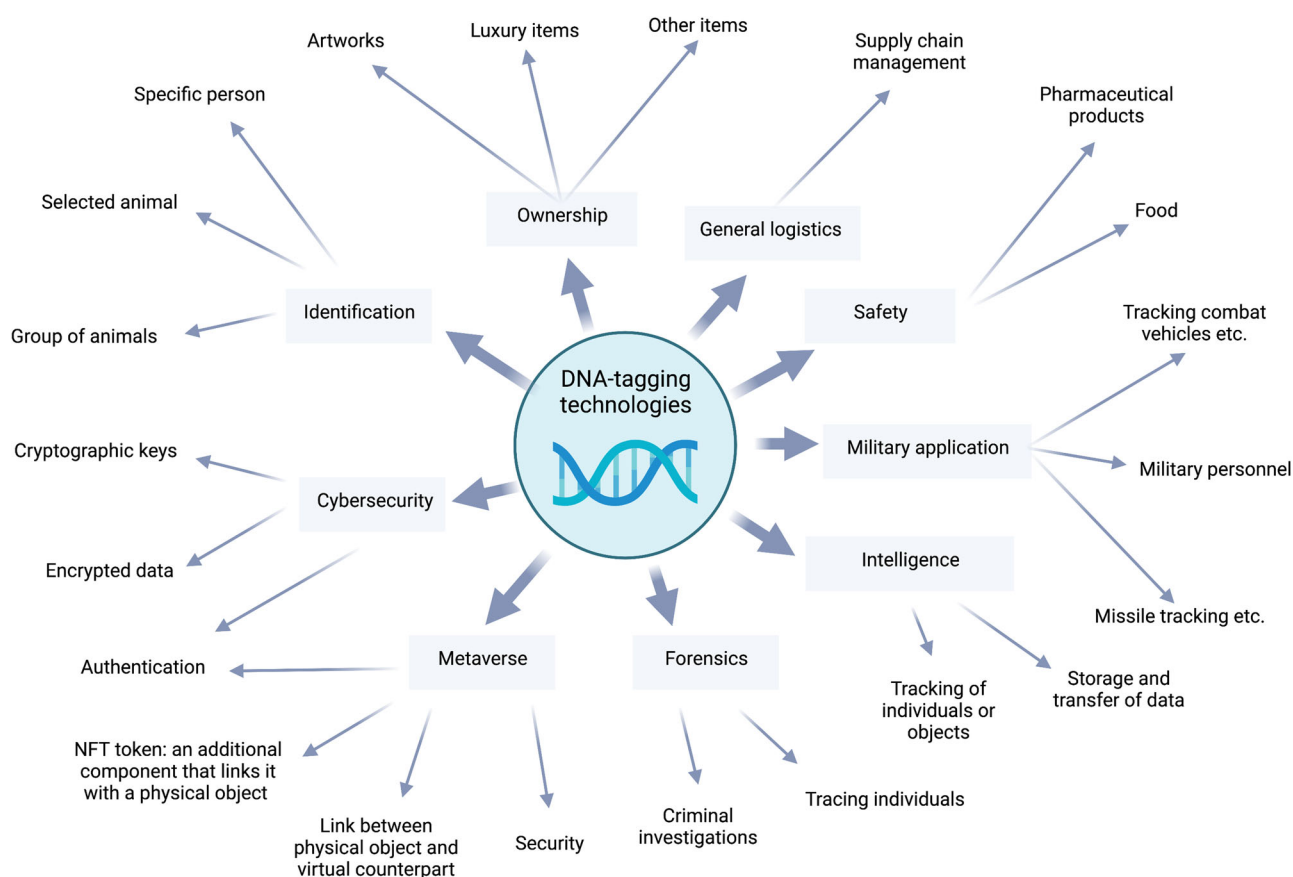 Artworks
Luxury items
Other items
Supply chain
management
Specific person
Pharmaceutical
products
Selected animal
Ownership
General logistics
Food
Group of animals
Identification
Safety
Tracking combat
vehicles etc.
DNA-tagging
technologies
Cryptographic keys
Cybersecurity
Military application
Military personnel
Encrypted data
Intelligence
Missile tracking etc.
Authentication
Metaverse
Forensics
Tracking of
individuals or
objects
Storage and
transfer of data
NFT token: an additional
component that links it
with a physical object
Link between
physical object and
virtual counterpart
Security
Criminal
investigations
Tracing individuals